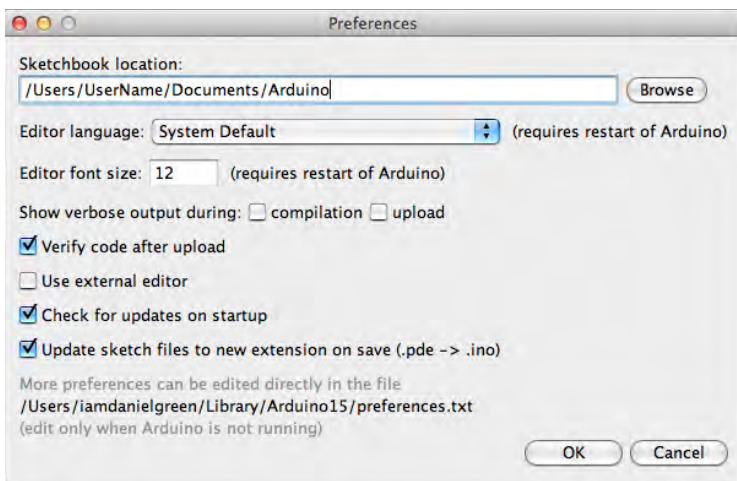 Preferences
Sketchbook location:
/Users/UserName/Documents/Arduino
Browse
Editor language: System Default (requires restart of Arduino)
Editor font size: 12 (requires restart of Arduino)
Show verbose output during: compilation upload
Verify code after upload
Use external editor
Check for updates on startup
Update sketch files to new extension on save (.pde -> .ino)
More preferences can be edited directly in the file
/Users/iamdanielgreen/Library/Arduino15/preferences.txt
(edit only when Arduino is not running)
OK Cancel